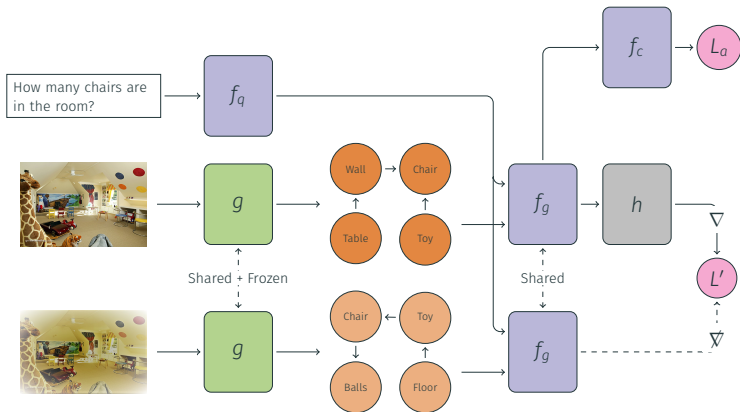 f_c
L_a
How many chairs are
in the room?
f_q
Wall
Chair
g
f_g
h
∇
Table
Toy
Shared + Frozen
Shared
L′
Chair
Toy
∇
g
f_g
Balls
Floor